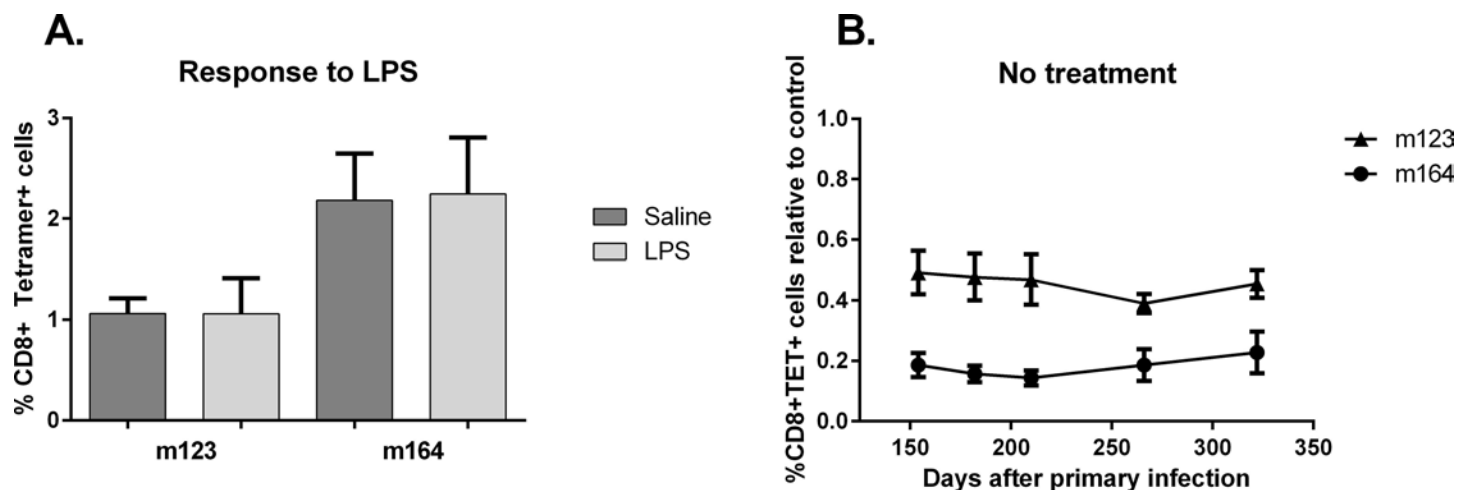 A.
Response to LPS
% CD8+ Tetramer+ cells
3
2
1
0
m123
m164
Saline
LPS
B.
No treatment
%CD8+TET+ cells relative to control
1.0
0.8
0.6
0.4
0.2
0.0
150 200 250 300 350
Days after primary infection
m123
m164